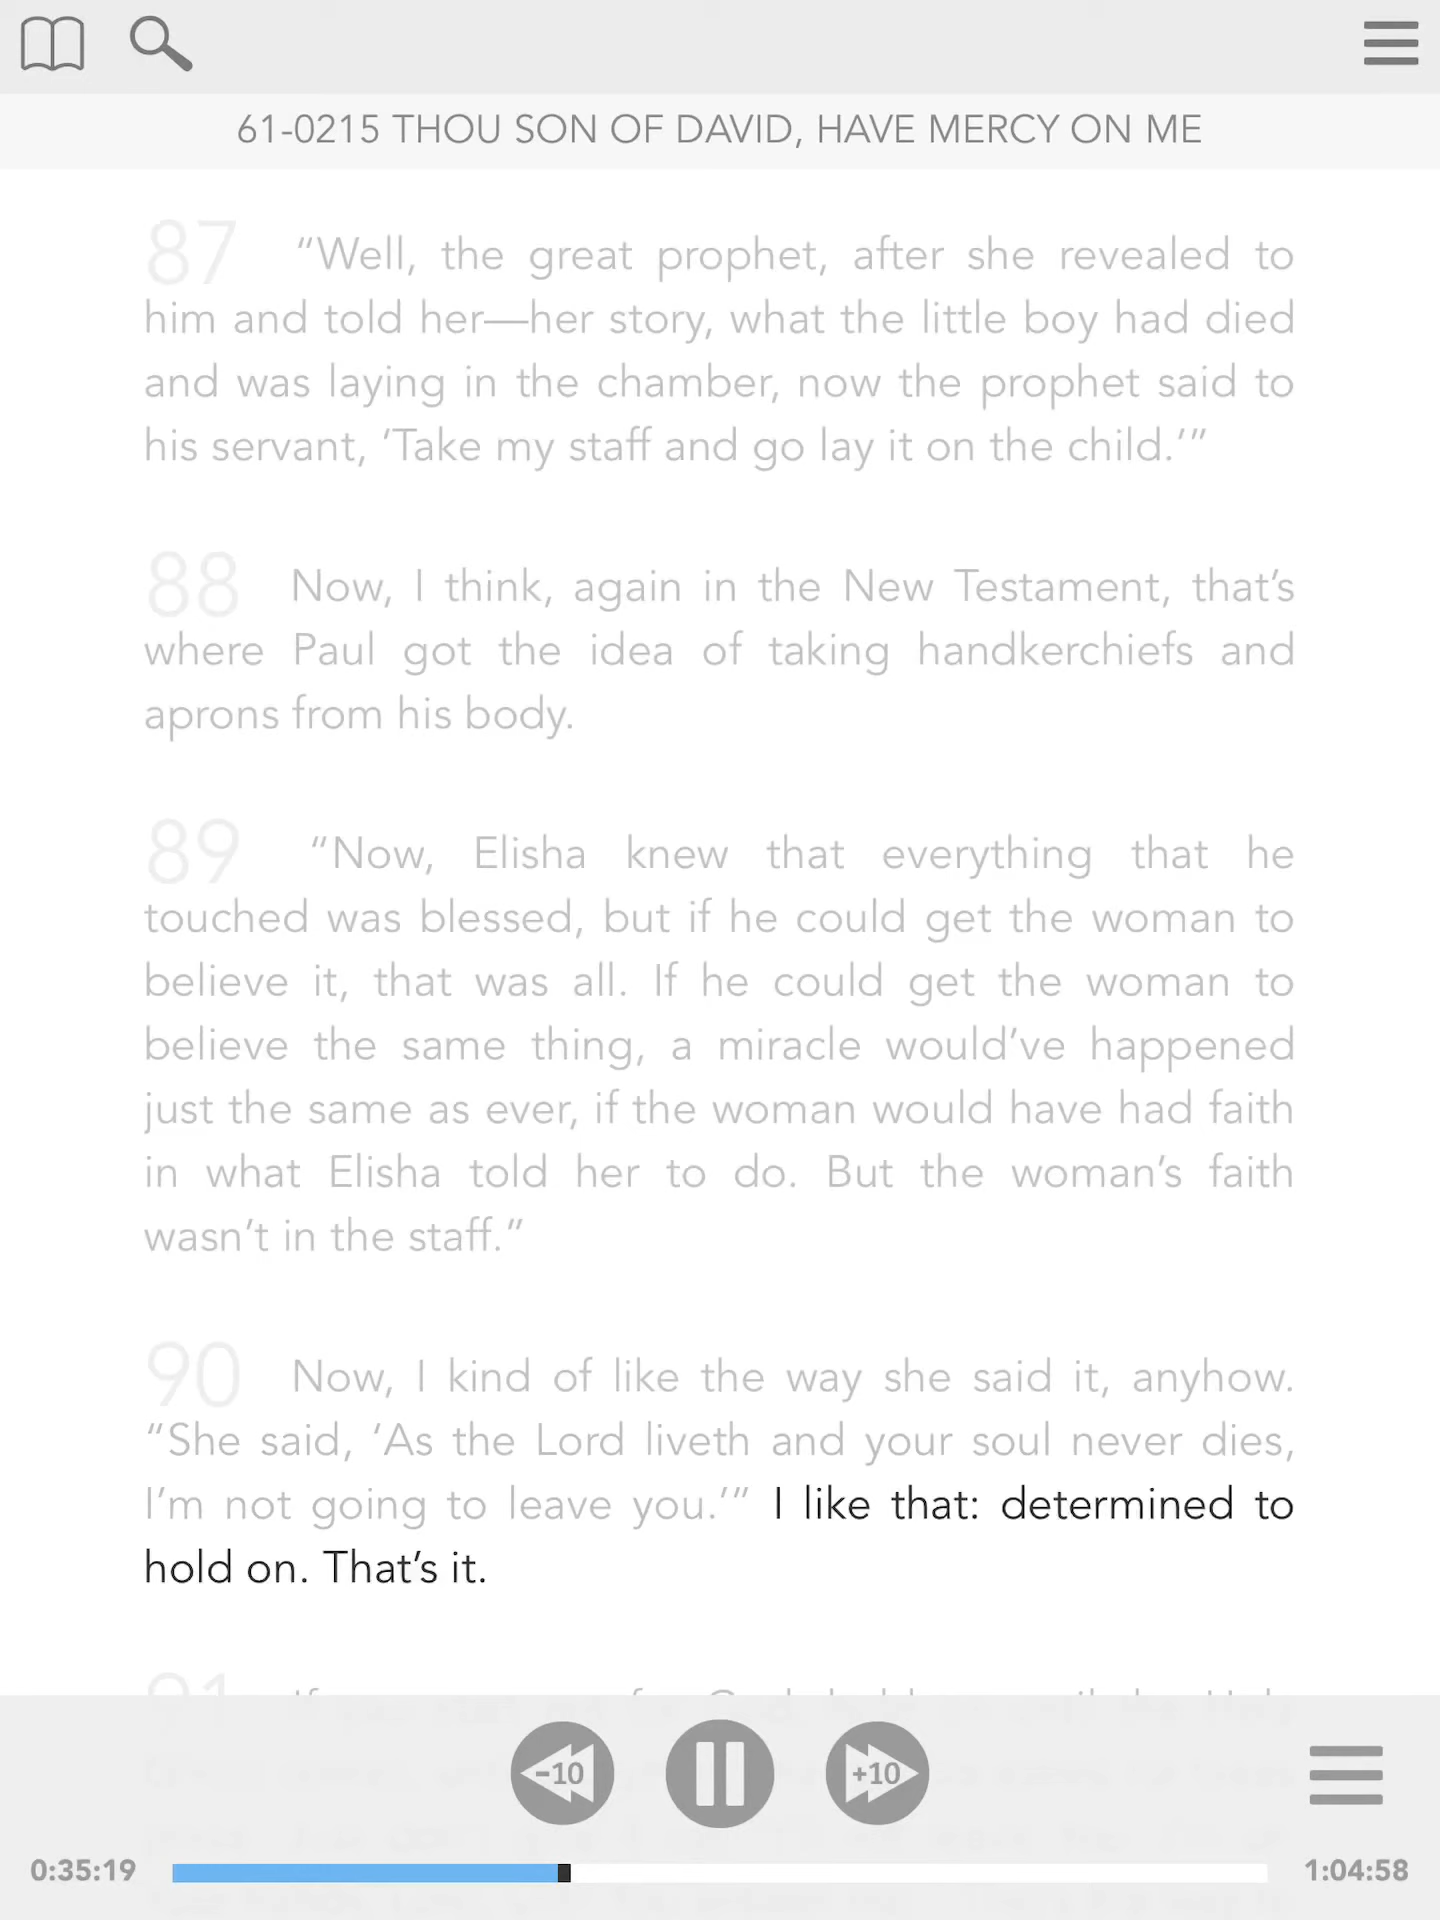 61-0215 THOU SON OF DAVID, HAVE MERCY ON ME
87 “Well, the great prophet, after she revealed to
him and told her—her story, what the little boy had died
and was laying in the chamber, now the prophet said to
his servant, ‘Take my staff and go lay it on the child.’”
88 Now, I think, again in the New Testament, that’s
where Paul got the idea of taking handkerchiefs and
aprons from his body.
89 “Now, Elisha knew that everything that he
touched was blessed, but if he could get the woman to
believe it, that was all. If he could get the woman to
believe the same thing, a miracle would’ve happened
just the same as ever, if the woman would have had faith
in what Elisha told her to do. But the woman’s faith
wasn’t in the staff.”
90 Now, I kind of like the way she said it, anyhow.
“She said, ‘As the Lord liveth and your soul never dies,
I’m not going to leave you.’” I like that: determined to
hold on. That’s it.
91
-10 +10
0:35:19 1:04:58